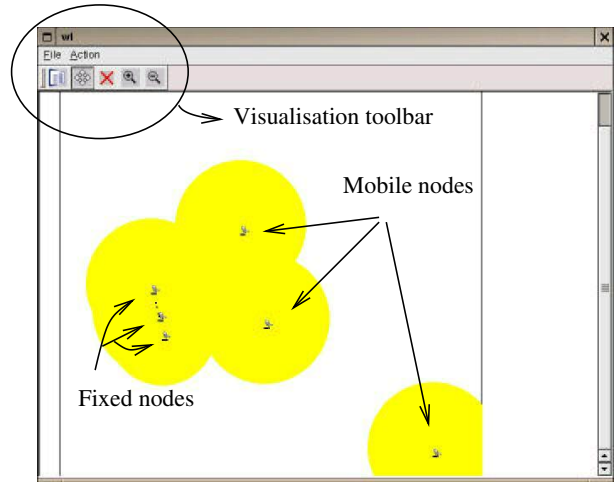 wl
File Action
Visualisation toolbar
Mobile nodes
Fixed nodes